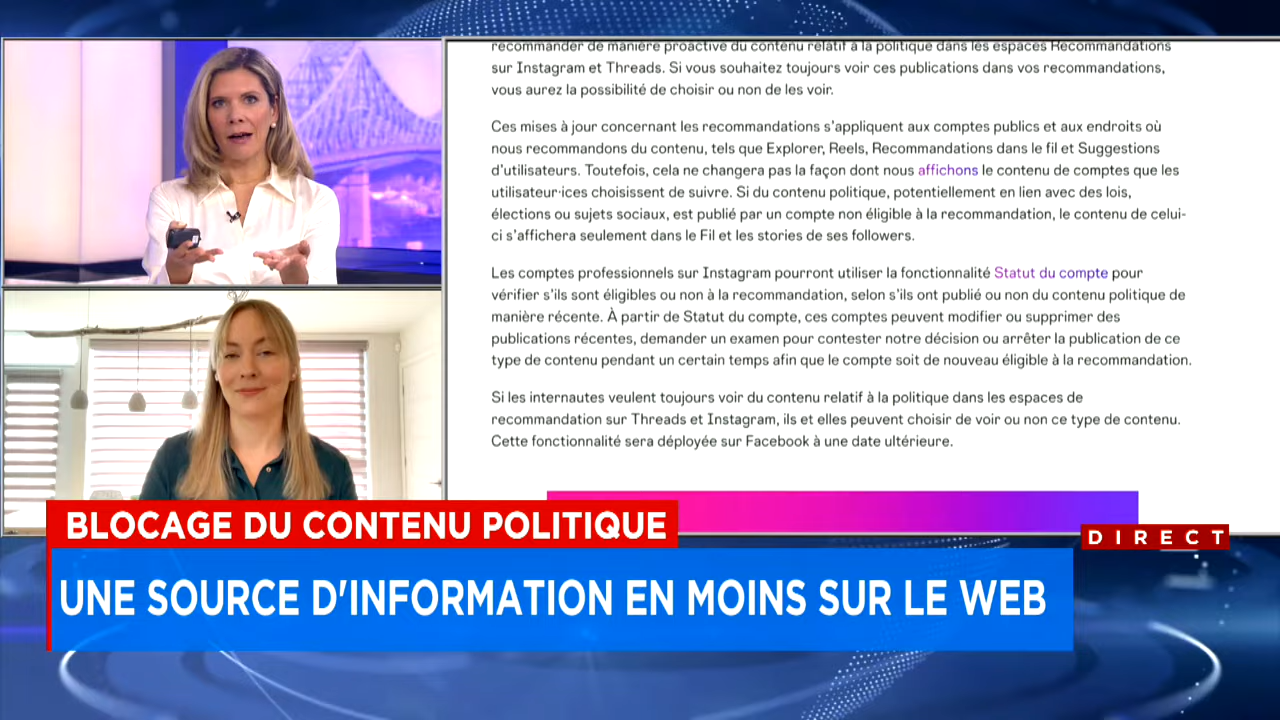 recommander de manière proactive du contenu relatif à la politique dans les espaces Recommandations
sur Instagram et Threads. Si vous souhaitez toujours voir ces publications dans vos recommandations,
vous aurez la possibilité de choisir ou non de les voir.
Ces mises à jour concernant les recommandations s'appliquent aux comptes publics et aux endroits où
nous recommandons du contenu, tels que Explorer, Reels, Recommandations dans le fil et Suggestions
d'utilisateurs. Toutefois, cela ne changera pas la façon dont nous affichons le contenu de comptes que les
utilisateur·ices choisissent de suivre. Si du contenu politique, potentiellement en lien avec des lois,
élections ou sujets sociaux, est publié par un compte non éligible à la recommandation, le contenu de celui-
ci s'affichera seulement dans le Fil et les stories de ses followers.
Les comptes professionnels sur Instagram pourront utiliser la fonctionnalité Statut du compte pour
vérifier s'ils sont éligibles ou non à la recommandation, selon s'ils ont publié ou non du contenu politique de
manière récente. À partir de Statut du compte, ces comptes peuvent modifier ou supprimer des
publications récentes, demander un examen pour contester notre décision ou arrêter la publication de ce
type de contenu pendant un certain temps afin que le compte soit de nouveau éligible à la recommandation.
Si les internautes veulent toujours voir du contenu relatif à la politique dans les espaces de
recommandation sur Threads et Instagram, ils et elles peuvent choisir de voir ou non ce type de contenu.
Cette fonctionnalité sera déployée sur Facebook à une date ultérieure.
BLOCAGE DU CONTENU POLITIQUE
DIRECT
UNE SOURCE D'INFORMATION EN MOINS SUR LE WEB